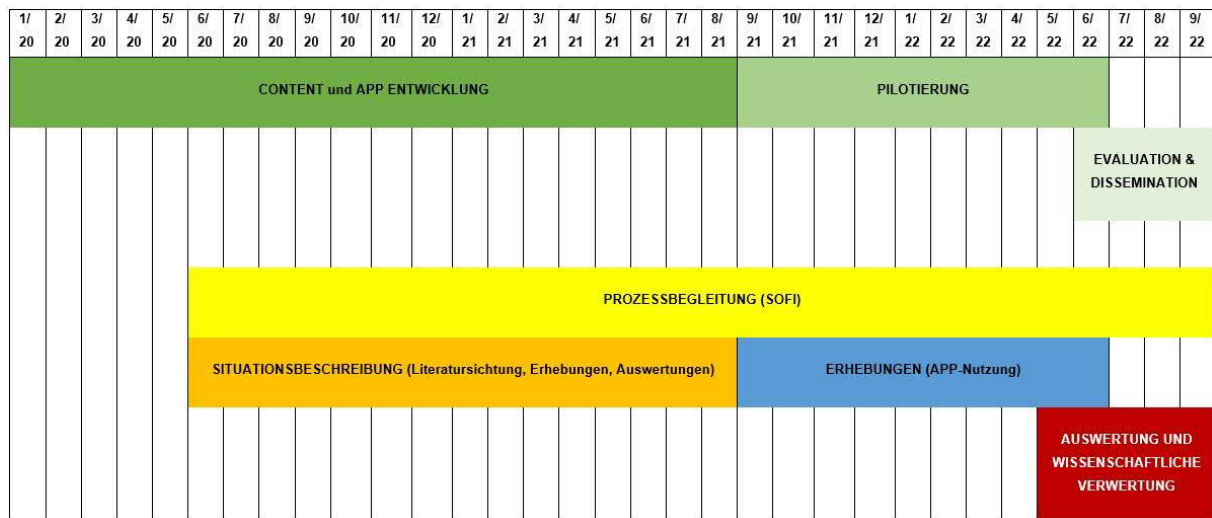 1/ 2/ 3/ 4/ 5/ 6/ 7/ 8/ 9/ 10/ 11/ 12/ 1/ 2/ 3/ 4/ 5/ 6/ 7/ 8/ 9/ 10/ 11/ 12/ 1/ 2/ 3/ 4/ 5/ 6/ 7/ 8/ 9/
20 20 20 20 20 20 20 20 20 20 20 20 21 21 21 21 21 21 21 21 21 21 21 21 22 22 22 22 22 22 22 22 22
CONTENT und APP ENTWICKLUNG PILOTIERUNG
EVALUATION &
DISSEMINATION
PROZESSBEGLEITUNG (SOFI)
SITUATIONSBESCHREIBUNG (Literatursichtung, Erhebungen, Auswertungen) ERHEBUNGEN (APP-Nutzung)
AUSWERTUNG UND
WISSENSCHAFTLICHE
VERWERTUNG